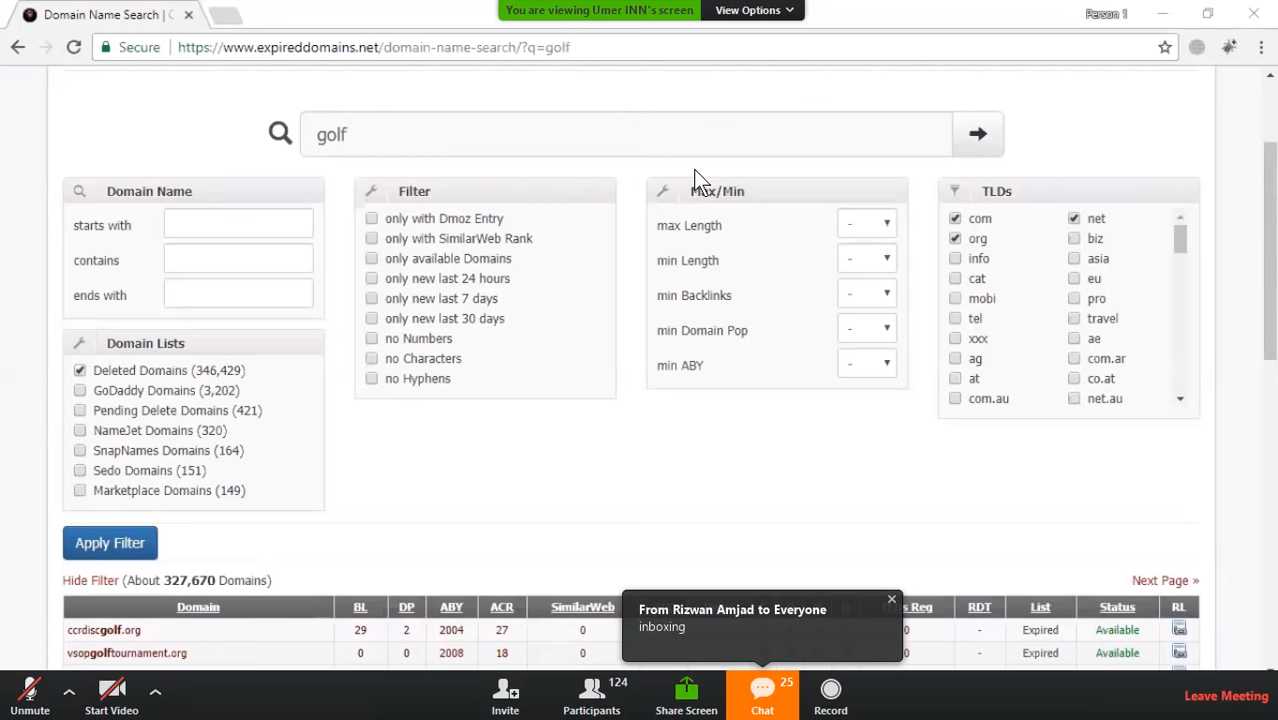 Domain Name Search | C
You are viewing Umer INN's screen
View Options
Person 1
Secure
https://www.expireddomains.net/domain-name-search/?q=golf
golf
Domain Name
starts with
contains
ends with
Filter
only with Dmoz Entry
only with SimilarWeb Rank
only available Domains
only new last 24 hours
only new last 7 days
only new last 30 days
no Numbers
no Characters
no Hyphens
Max/Min
max Length -
min Length -
min Backlinks -
min Domain Pop -
min ABY -
TLDs
com net
org biz
info asia
cat eu
mobi pro
tel travel
xxx ae
ag com.ar
at co.at
com.au net.au
Domain Lists
Deleted Domains (346,429)
GoDaddy Domains (3,202)
Pending Delete Domains (421)
NameJet Domains (320)
SnapNames Domains (164)
Sedo Domains (151)
Marketplace Domains (149)
Apply Filter
Hide Filter (About 327,670 Domains) Next Page »
Domain BL DP ABY ACR SimilarWeb Reg RDT List Status RL
ccrdiscgolf.org 29 2 2004 27 0 0 - Expired Available
vsopgolftournament.org 0 0 2008 18 0 0 - Expired Available
From Rizwan Amjad to Everyone
inboxing
Unmute
Start Video
Invite
124
Participants
Share Screen
25
Chat
Record
Leave Meeting